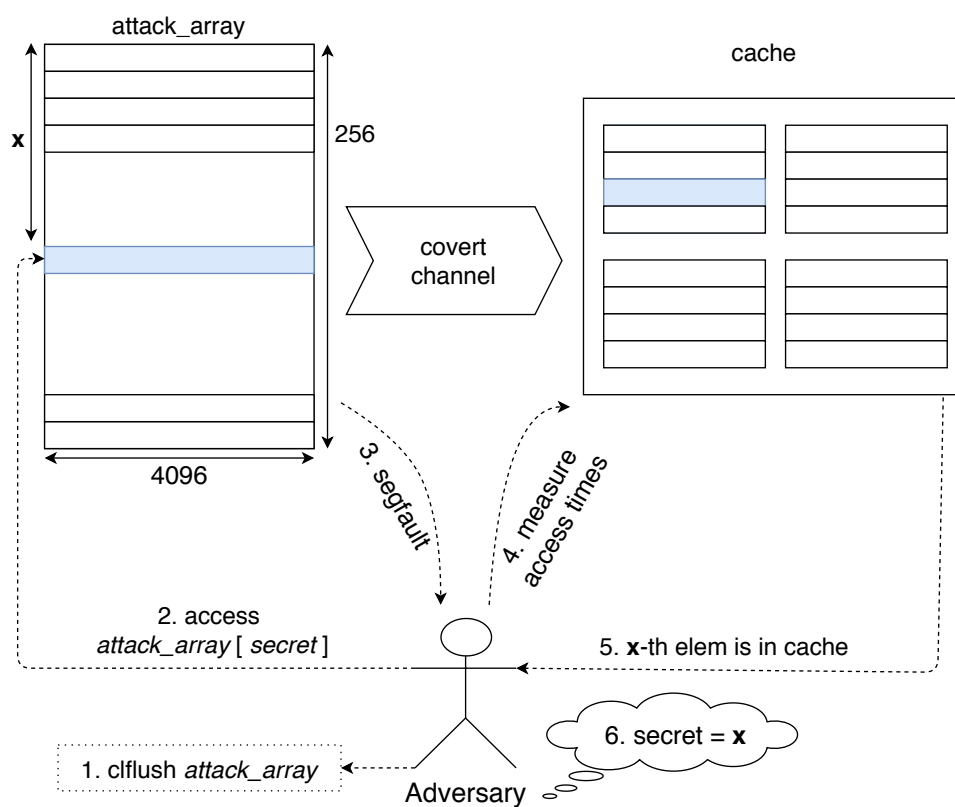 attack_array
cache
x
256
covert
channel
4096
3. segfault
4. measure
access times
2. access
attack_array [ secret ]
5. x-th elem is in cache
6. secret = x
1. clflush attack_array
Adversary